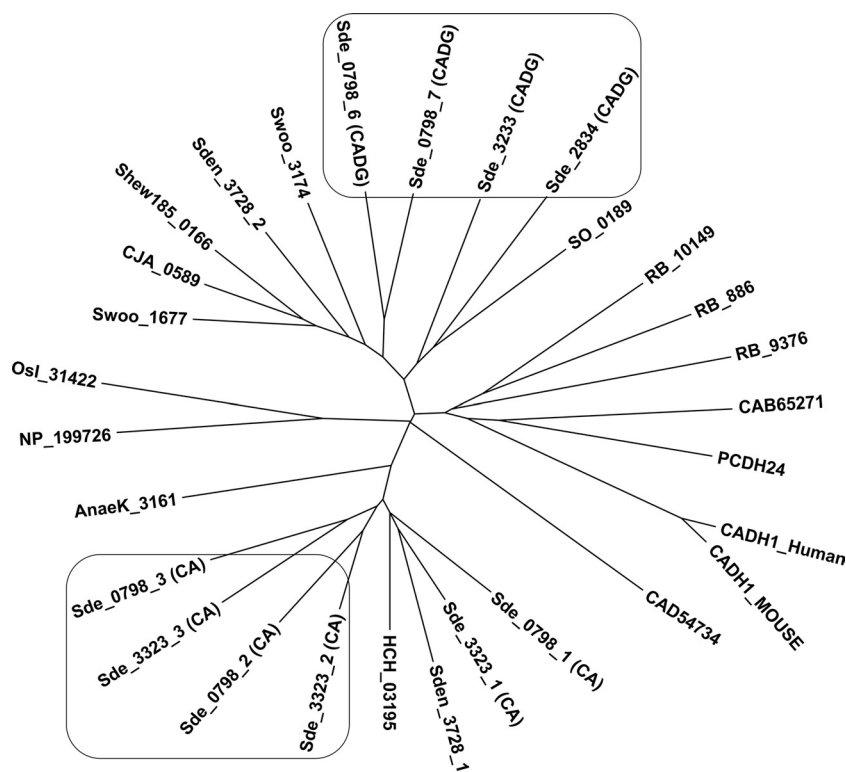 Sde_0798_6 (CADG)
Sde_0798_7 (CADG)
Sde_3233 (CADG)
Sde_2834 (CADG)
SO_0189
RB_10149
RB_886
RB_9376
CAB65271
PCDH24
CADH1_Human
CADH1_MOUSE
CAD54734
Sde_0798_1 (CA)
Sde_3323_1 (CA)
Sden_3728_1
HCH_03195
Sde_3323_2 (CA)
Sde_0798_2 (CA)
Sde_3323_3 (CA)
Sde_0798_3 (CA)
AnaeK_3161
NP_199726
OsI_31422
Swoo_1677
CJA_0589
Shew185_0166
Sden_3728_2
Swoo_3174